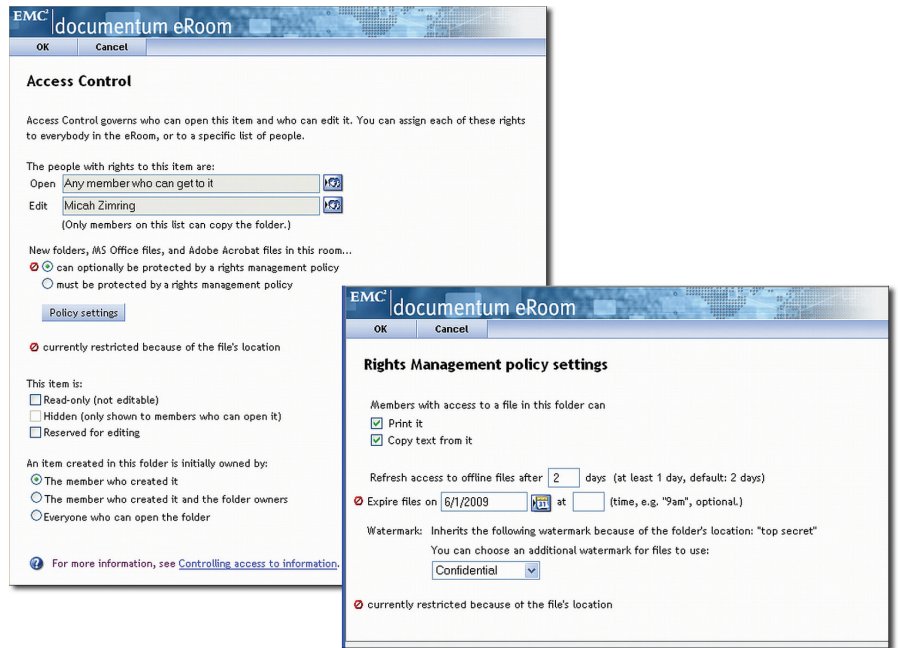 EMC² documentum eRoom
OK Cancel
Access Control
Access Control governs who can open this item and who can edit it. You can assign each of these rights
to everybody in the eRoom, or to a specific list of people.
The people with rights to this item are:
Open Any member who can get to it
Edit Micah Zimring
(Only members on this list can copy the folder.)
New folders, MS Office files, and Adobe Acrobat files in this room...
can optionally be protected by a rights management policy
must be protected by a rights management policy
Policy settings
currently restricted because of the file's location
This item is:
Read-only (not editable)
Hidden (only shown to members who can open it)
Reserved for editing
An item created in this folder is initially owned by:
The member who created it
The member who created it and the folder owners
Everyone who can open the folder
For more information, see Controlling access to information.
EMC² documentum eRoom
OK Cancel
Rights Management policy settings
Members with access to a file in this folder can
Print it
Copy text from it
Refresh access to offline files after 2 days (at least 1 day, default: 2 days)
Expire files on 6/1/2009 31 at (time, e.g. "9am", optional.)
Watermark: Inherits the following watermark because of the folder's location: "top secret"
You can choose an additional watermark for files to use:
Confidential
currently restricted because of the file's location